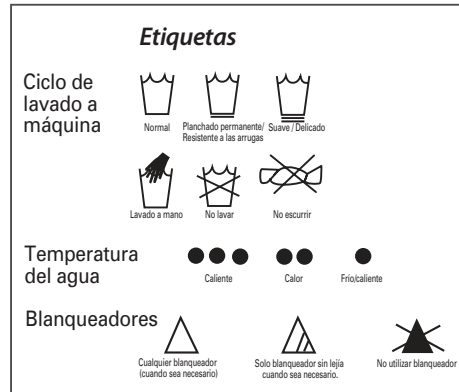 Etiquetas
Ciclo de
lavado a
máquina
Normal
Planchado permanente/
Resistente a las arrugas
Suave / Delicado
Lavado a mano
No lavar
No escurrir
Temperatura
del agua
Caliente
Calor
Frío/caliente
Blanqueadores
Cualquier blanqueador
(cuando sea necesario)
Solo blanqueador sin lejía
cuando sea necesario.
No utilizar blanqueador